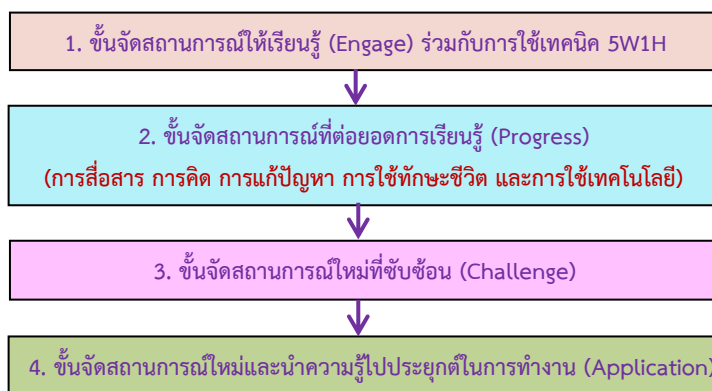 1. ขั้นจัดสถานการณ์ให้เรียนรู้ (Engage) ร่วมกับการใช้เทคนิค 5W1H
2. ขั้นจัดสถานการณ์ที่ต่อยอดการเรียนรู้ (Progress)
(การสื่อสาร การคิด การแก้ปัญหา การใช้ทักษะชีวิต และการใช้เทคโนโลยี)
3. ขั้นจัดสถานการณ์ใหม่ที่ซับซ้อน (Challenge)
4. ขั้นจัดสถานการณ์ใหม่และนำความรู้ไปประยุกต์ในการทำงาน (Application)